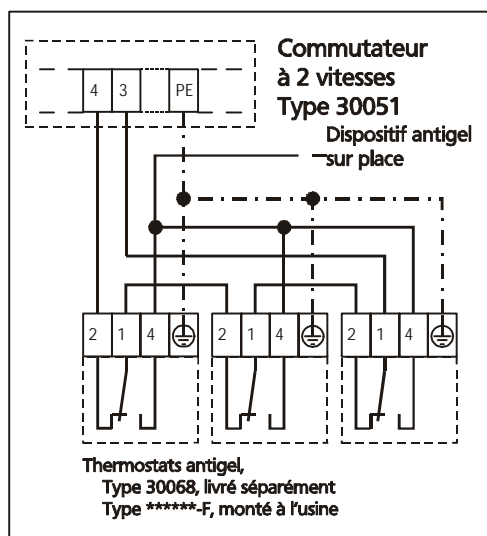 Commutateur
à 2 vitesses
Type 30051
4 3 PE
Dispositif antigel
sur place
2 1 4 2 1 4 2 1 4
Thermostats antigel,
Type 30068, livré séparément
Type ******-F, monté à l'usine